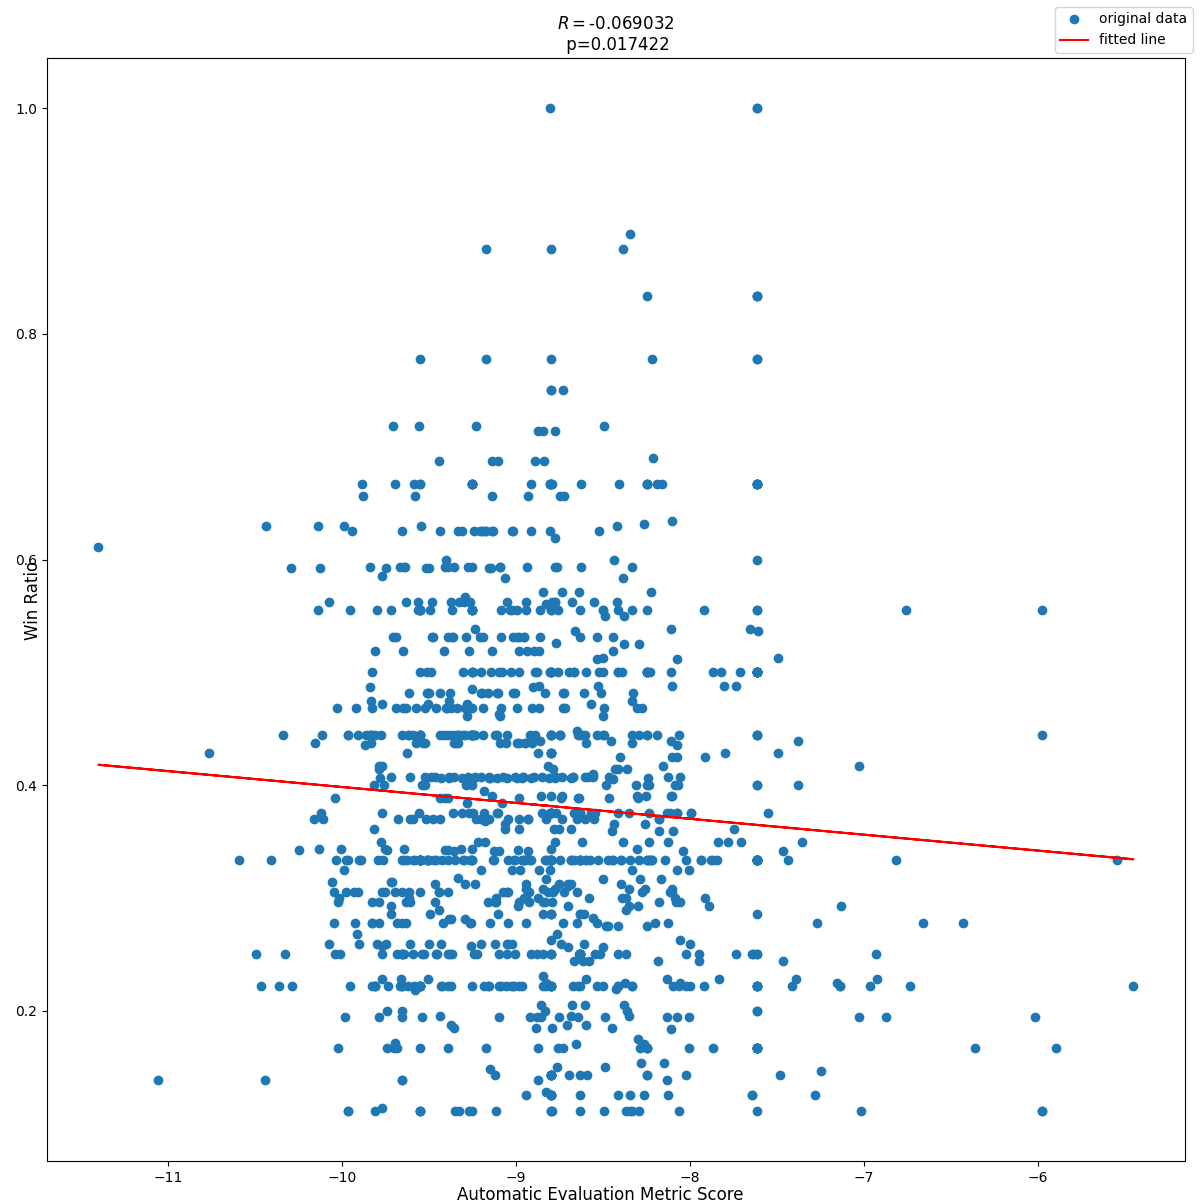 R = -0.069032
p=0.017422
original data
fitted line
1.0
0.8
0.6
0.4
0.2
Win Ratio
−11
−10
−9
−8
−7
−6
Automatic Evaluation Metric Score